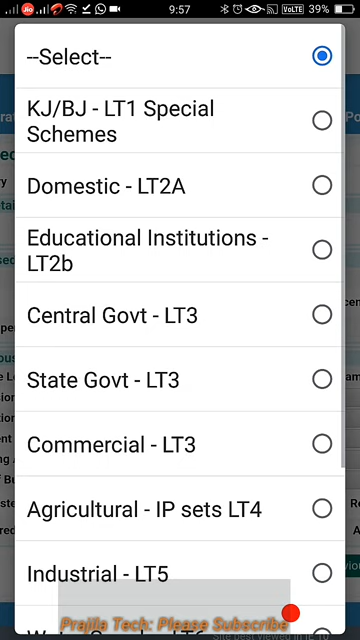 9:57
VoLTE 39%
--Select--
KJ/BJ - LT1 Special
Schemes
Domestic - LT2A
Educational Institutions -
LT2b
Central Govt - LT3
State Govt - LT3
Commercial - LT3
Agricultural - IP sets LT4
Industrial - LT5
Prajila Tech: Please Subscribe